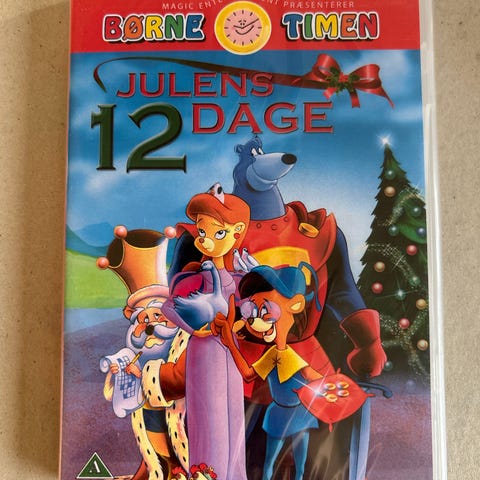 MAGIC ENTERTAINMENT PRÆSENTERER
BØRNE TIMEN
JULENS
12 DAGE
A